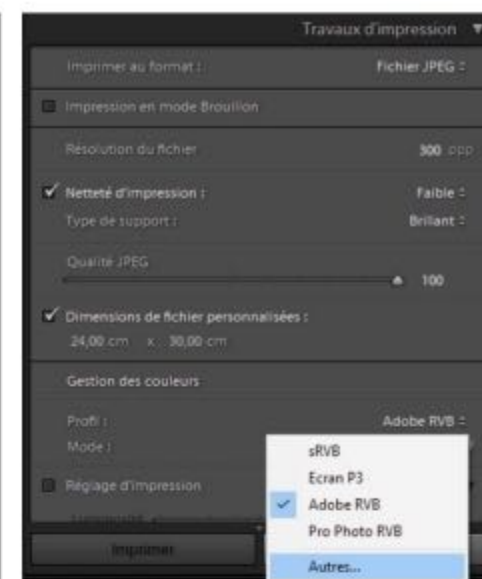 Travaux d'impression
Imprimer au format : Fichier JPEG
Impression en mode Brouillon
Résolution du fichier 300 ppp
Netteté d'impression : Faible
Type de support : Brillant
Qualité JPEG
100
Dimensions de fichier personnalisées :
24,00 cm x 30,00 cm
Gestion des couleurs
Profil : Adobe RVB
Mode :
sRVB
Ecran P3
Réglage d'impression
Adobe RVB
Pro Photo RVB
Imprimer
Autres...